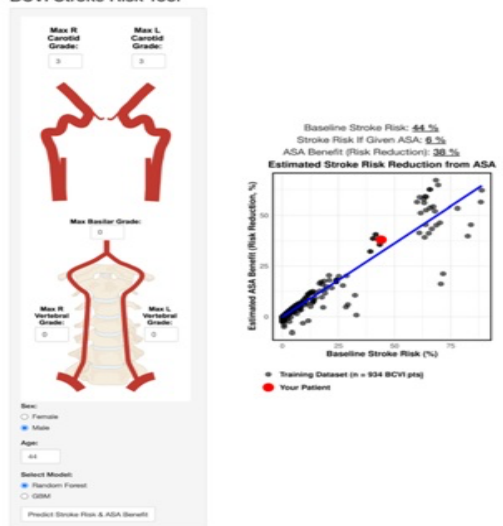 BCVI Stroke Risk Tool
Max R
Carotid
Grade:
Max L
Carotid
Grade:
3
3
Max Basilar Grade:
0
Max R
Vertebral
Grade:
Max L
Vertebral
Grade:
0
0
Sex:
Female
Male
Age:
44
Select Model:
Random Forest
GBM
Predict Stroke Risk & ASA Benefit
Baseline Stroke Risk: 44 %
Stroke Risk If Given ASA: 6 %
ASA Benefit (Risk Reduction): 38 %
Estimated Stroke Risk Reduction from ASA
Estimated ASA Benefit (Risk Reduction, %)
50
25
0
0
25
50
75
Baseline Stroke Risk (%)
Training Dataset (n = 934 BCVI pts)
Your Patient